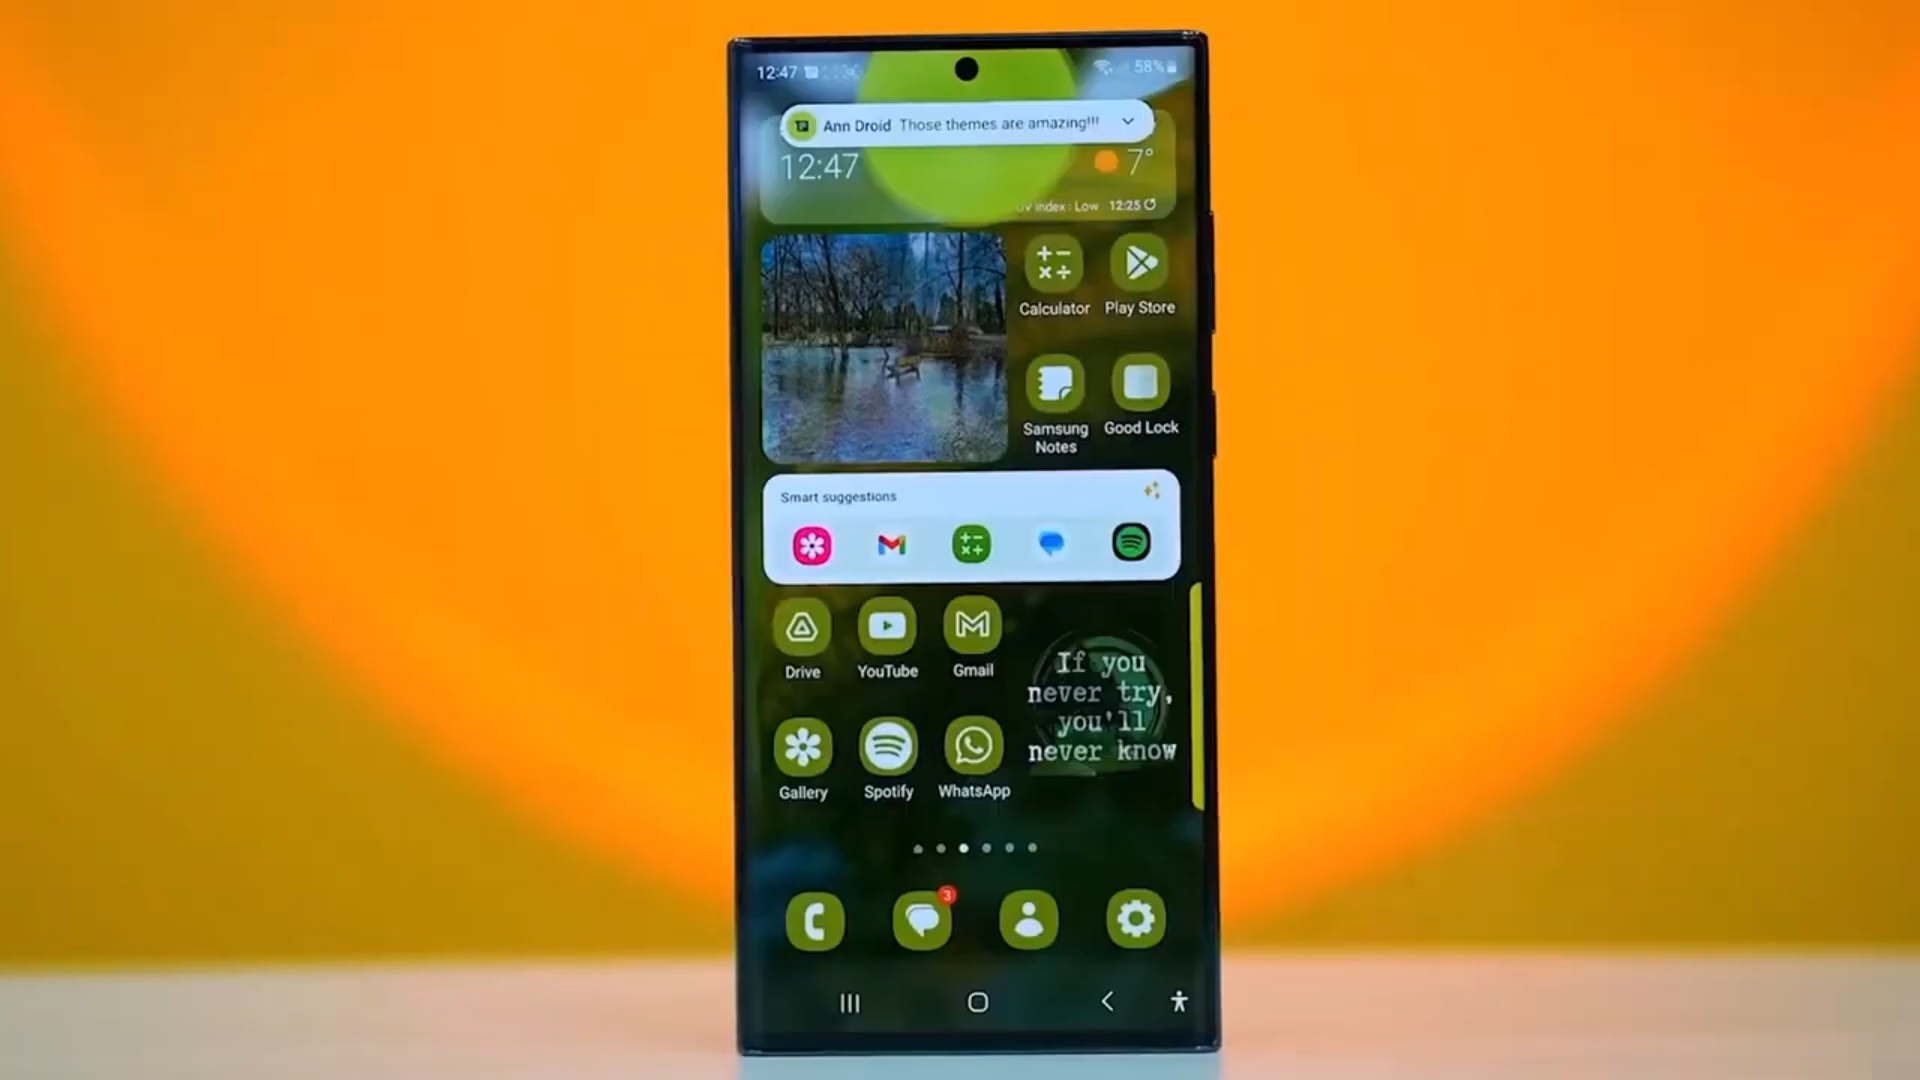 12:47
58%
Ann Droid Those themes are amazing!!!
12:47
7°
UV index : Low 12:25
Calculator
Play Store
Samsung
Notes
Good Lock
Smart suggestions
Drive
YouTube
Gmail
If you
never try,
you'll
never know
Gallery
Spotify
WhatsApp
3